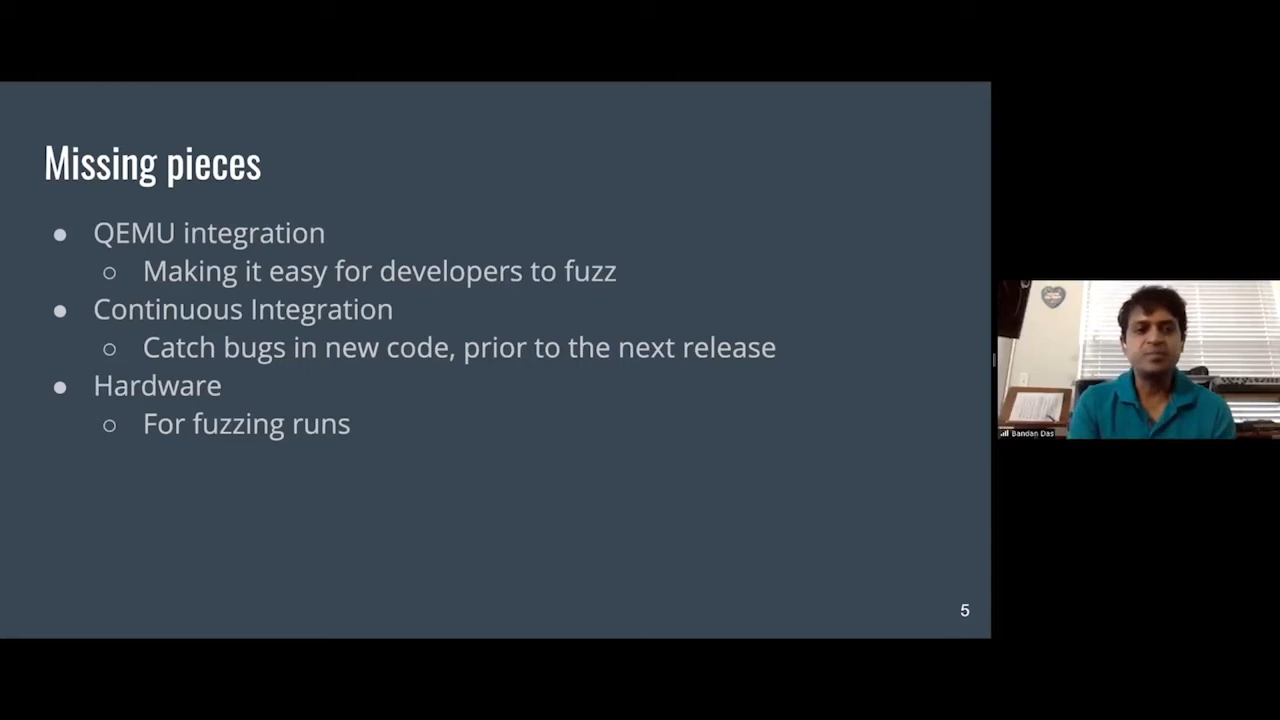 Missing pieces
● QEMU integration
○ Making it easy for developers to fuzz
● Continuous Integration
○ Catch bugs in new code, prior to the next release
● Hardware
○ For fuzzing runs
5
Bandan Das